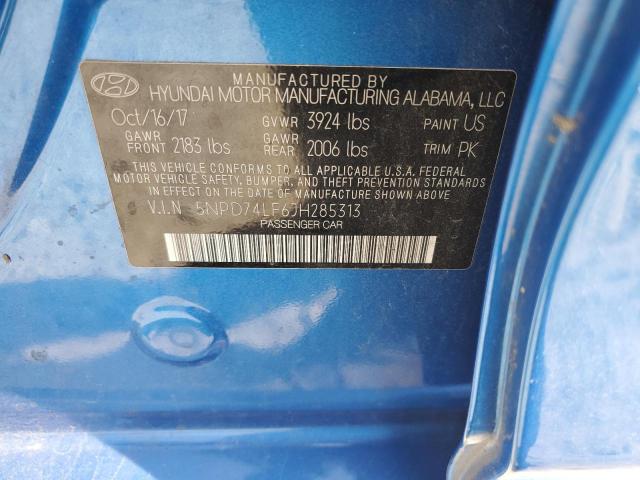 MANUFACTURED BY
HYUNDAI MOTOR MANUFACTURING ALABAMA, LLC
Oct/16/17 GVWR 3924 lbs PAINT US
GAWR FRONT 2183 lbs GAWR REAR 2006 lbs TRIM PK
THIS VEHICLE CONFORMS TO ALL APPLICABLE U.S.A. FEDERAL
MOTOR VEHICLE SAFETY, BUMPER, AND THEFT PREVENTION
STANDARDS IN EFFECT ON THE DATE OF MANUFACTURE SHOWN ABOVE
V.I.N. 5NPD74LF6JH285313
PASSENGER CAR